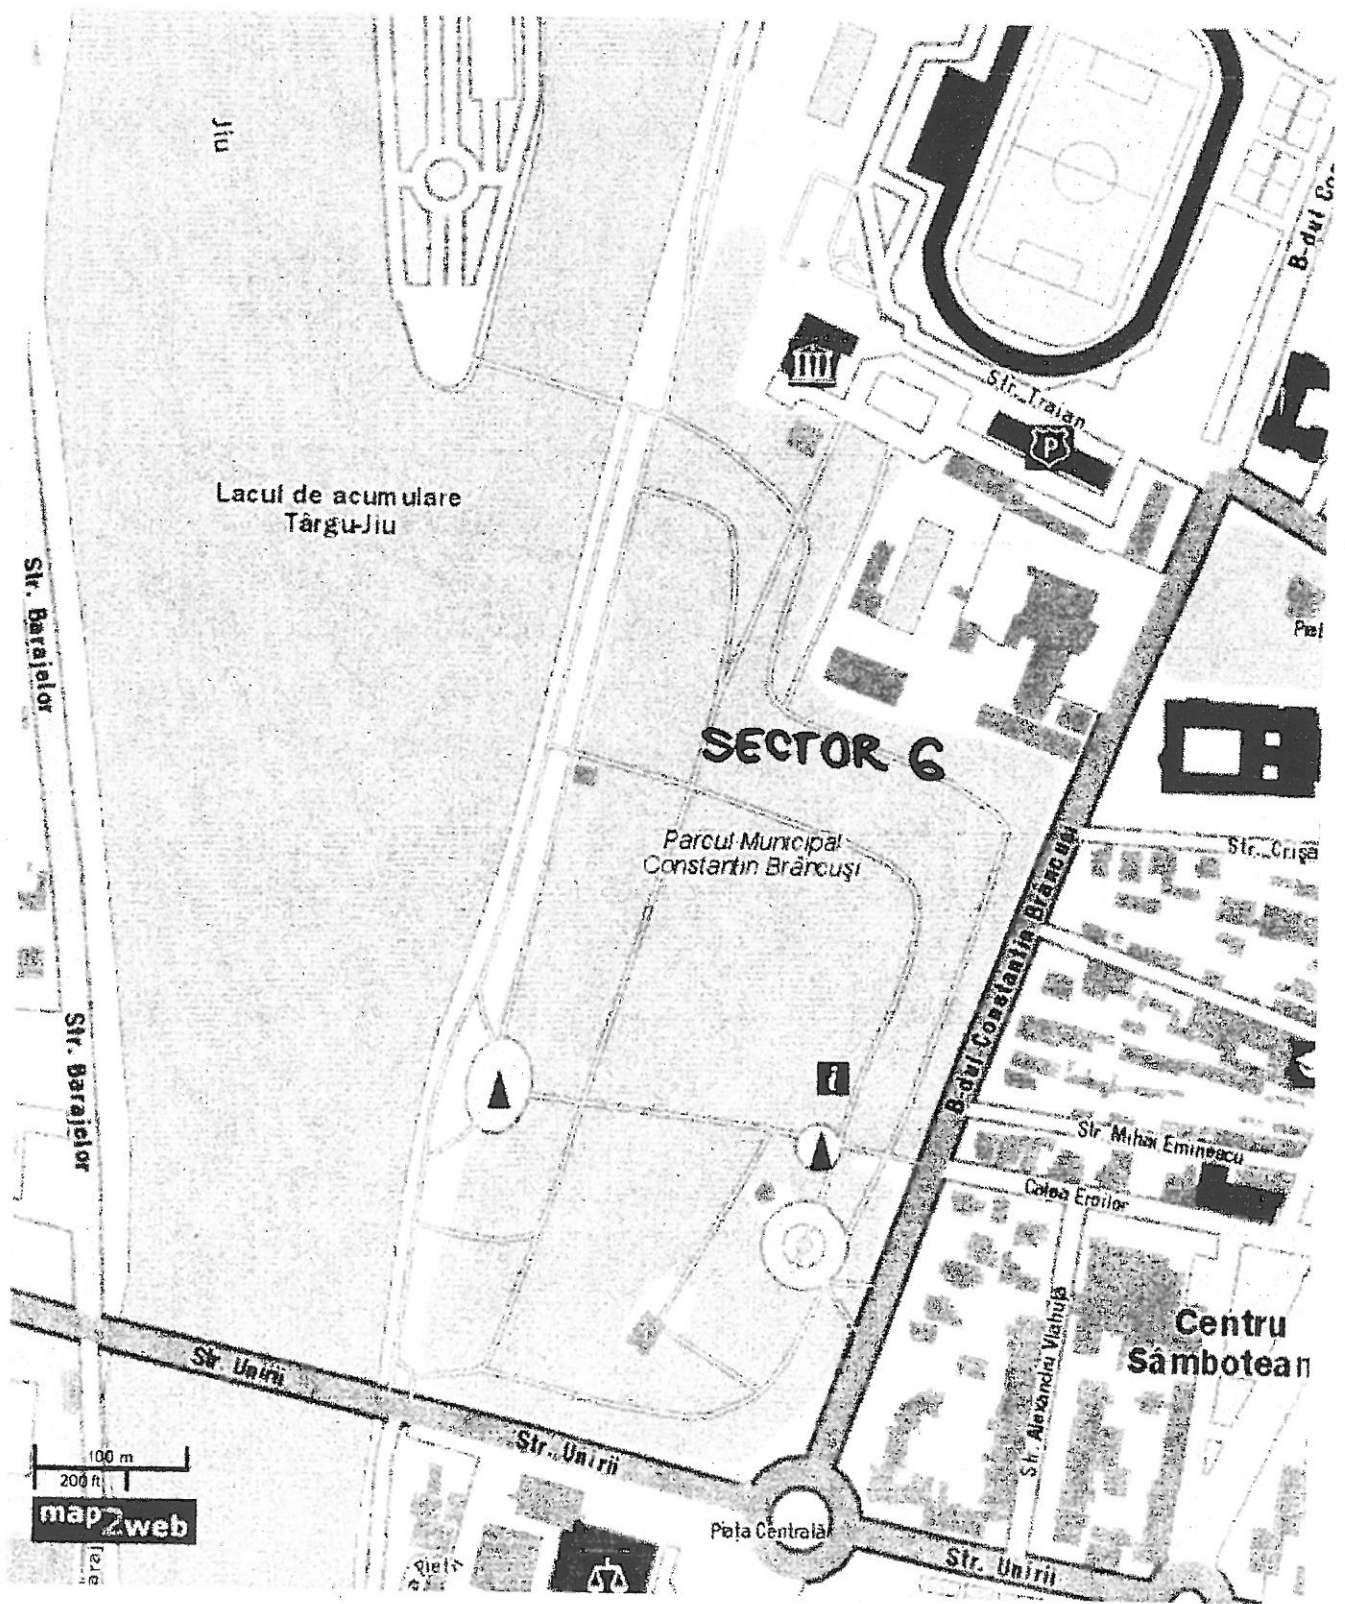 Jiu
B-dul Co
Str. Traian
P
Lacul de acumulare
Târgu-Jiu
Str. Barajelor
SECTOR 6
Parcul Municipal
Constantin Brâncuşi
Str. Crişa
B-dul Constantin Brâncuşi
i
Str. Barajelor
Str. Mihai Eminescu
Calea Eroilor
Str. Alexandru Vlahuţă
Centru
Sâmbotean
Str. Unirii
Str. Unirii
100 m
200 ft
map2web
Piaţa Centrală
Str. Unirii
araj